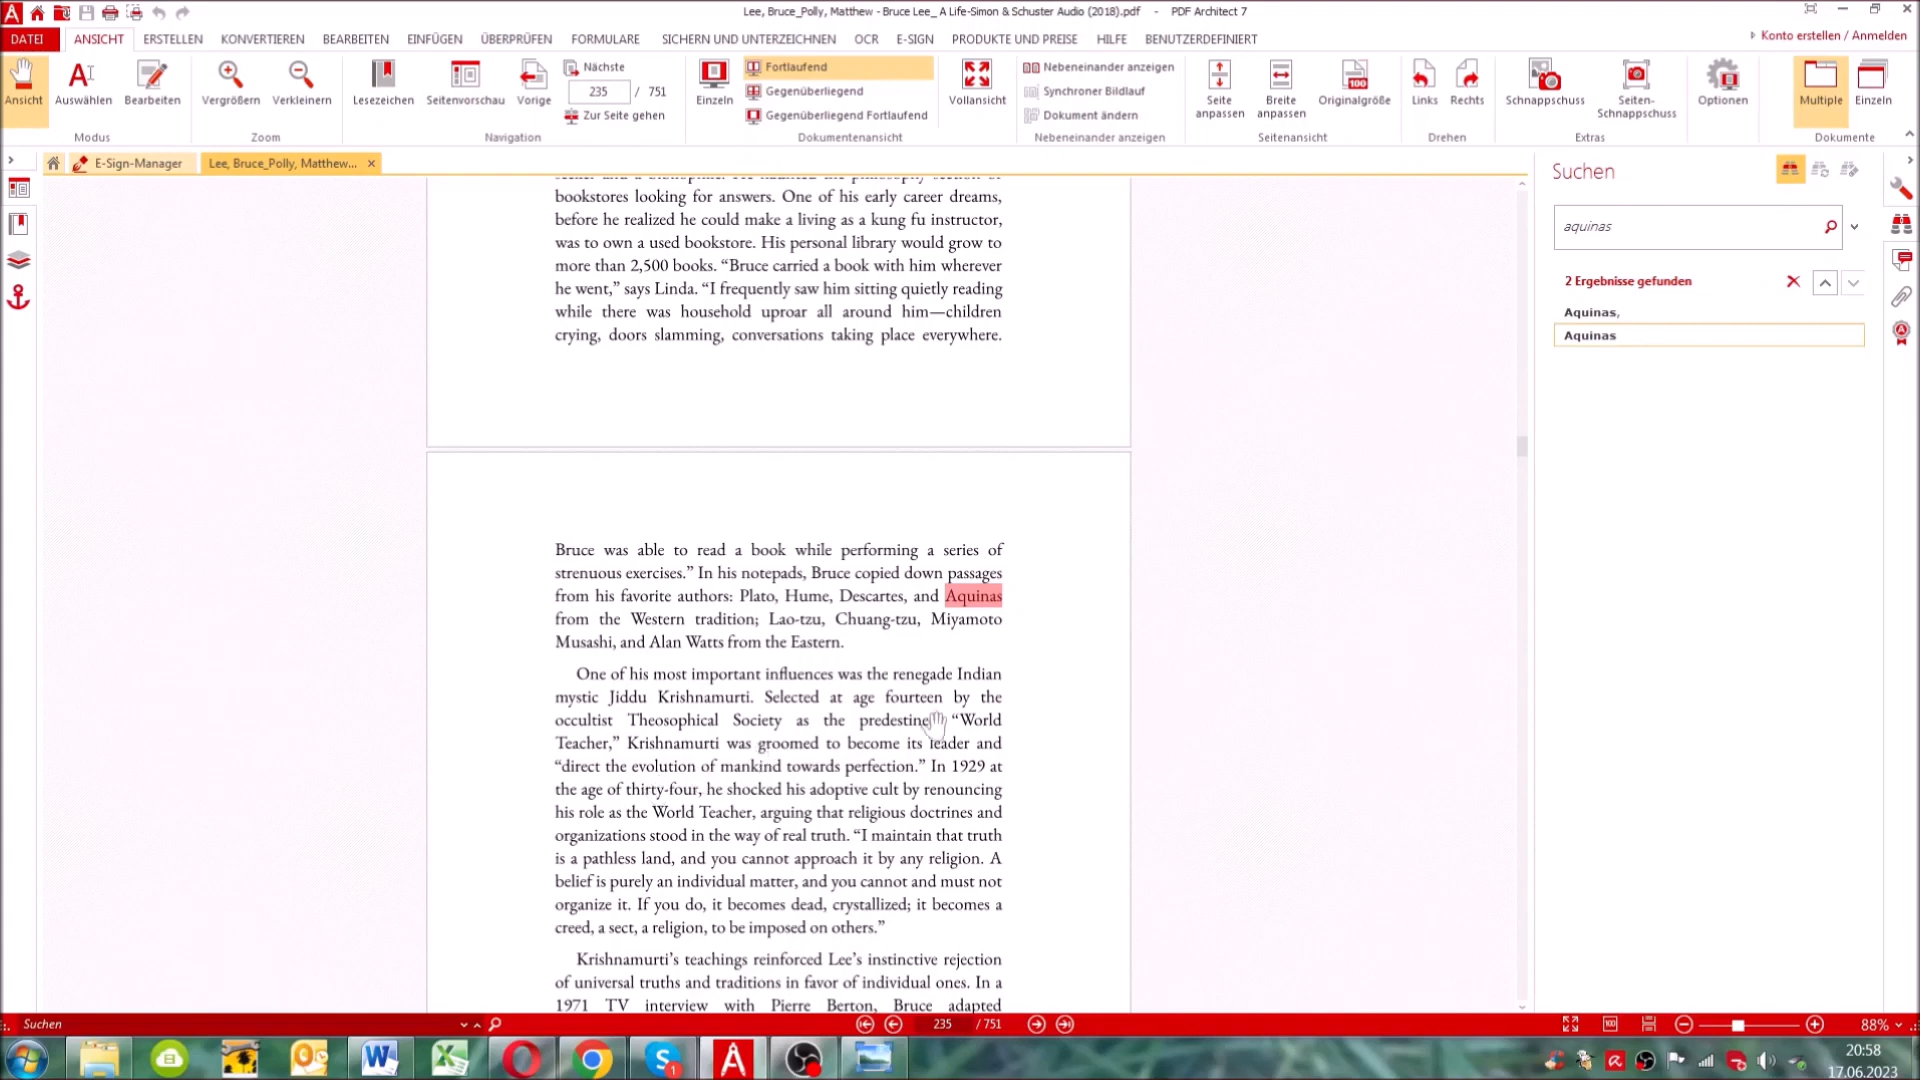 Lee, Bruce_Polly, Matthew - Bruce Lee_ A Life-Simon & Schuster Audio (2018).pdf - PDF Architect 7
DATEI ANSICHT ERSTELLEN KONVERTIEREN BEARBEITEN EINFÜGEN ÜBERPRÜFEN FORMULARE SICHERN UND UNTERZEICHNEN OCR E-SIGN PRODUKTE UND PREISE HILFE BENUTZERDEFINIERT Konto erstellen / Anmelden
Ansicht Auswählen Bearbeiten
Modus
Vergrößern Verkleinern
Zoom
Lesezeichen Seitenvorschau Vorige
Nächste
235 / 751
Zur Seite gehen
Navigation
Einzeln
Fortlaufend
Gegenüberliegend
Gegenüberliegend Fortlaufend
Vollansicht
Dokumentenansicht
Nebeneinander anzeigen
Synchroner Bildlauf
Dokument ändern
Nebeneinander anzeigen
Seite anpassen
Breite anpassen
100
Originalgröße
Seitenansicht
Links Rechts
Drehen
Schnappschuss
Seiten-Schnappschuss
Extras
Optionen
Multiple Einzeln
Dokumente
E-Sign-Manager
Lee, Bruce_Polly, Matthew...
bookstores looking for answers. One of his early career dreams,
before he realized he could make a living as a kung fu instructor,
was to own a used bookstore. His personal library would grow to
more than 2,500 books. “Bruce carried a book with him wherever
he went,” says Linda. “I frequently saw him sitting quietly reading
while there was household uproar all around him—children
crying, doors slamming, conversations taking place everywhere.
Bruce was able to read a book while performing a series of
strenuous exercises.” In his notepads, Bruce copied down passages
from his favorite authors: Plato, Hume, Descartes, and Aquinas
from the Western tradition; Lao-tzu, Chuang-tzu, Miyamoto
Musashi, and Alan Watts from the Eastern.
One of his most important influences was the renegade Indian
mystic Jiddu Krishnamurti. Selected at age fourteen by the
occultist Theosophical Society as the predestined “World
Teacher,” Krishnamurti was groomed to become its leader and
“direct the evolution of mankind towards perfection.” In 1929 at
the age of thirty-four, he shocked his adoptive cult by renouncing
his role as the World Teacher, arguing that religious doctrines and
organizations stood in the way of real truth. “I maintain that truth
is a pathless land, and you cannot approach it by any religion. A
belief is purely an individual matter, and you cannot and must not
organize it. If you do, it becomes dead, crystallized; it becomes a
creed, a sect, a religion, to be imposed on others.”
Krishnamurti’s teachings reinforced Lee’s instinctive rejection
of universal truths and traditions in favor of individual ones. In a
1971 TV interview with Pierre Berton, Bruce adapted
Suchen
aquinas
2 Ergebnisse gefunden
Aquinas,
Aquinas
Suchen
235 / 751
88%
1
20:58
17.06.2023